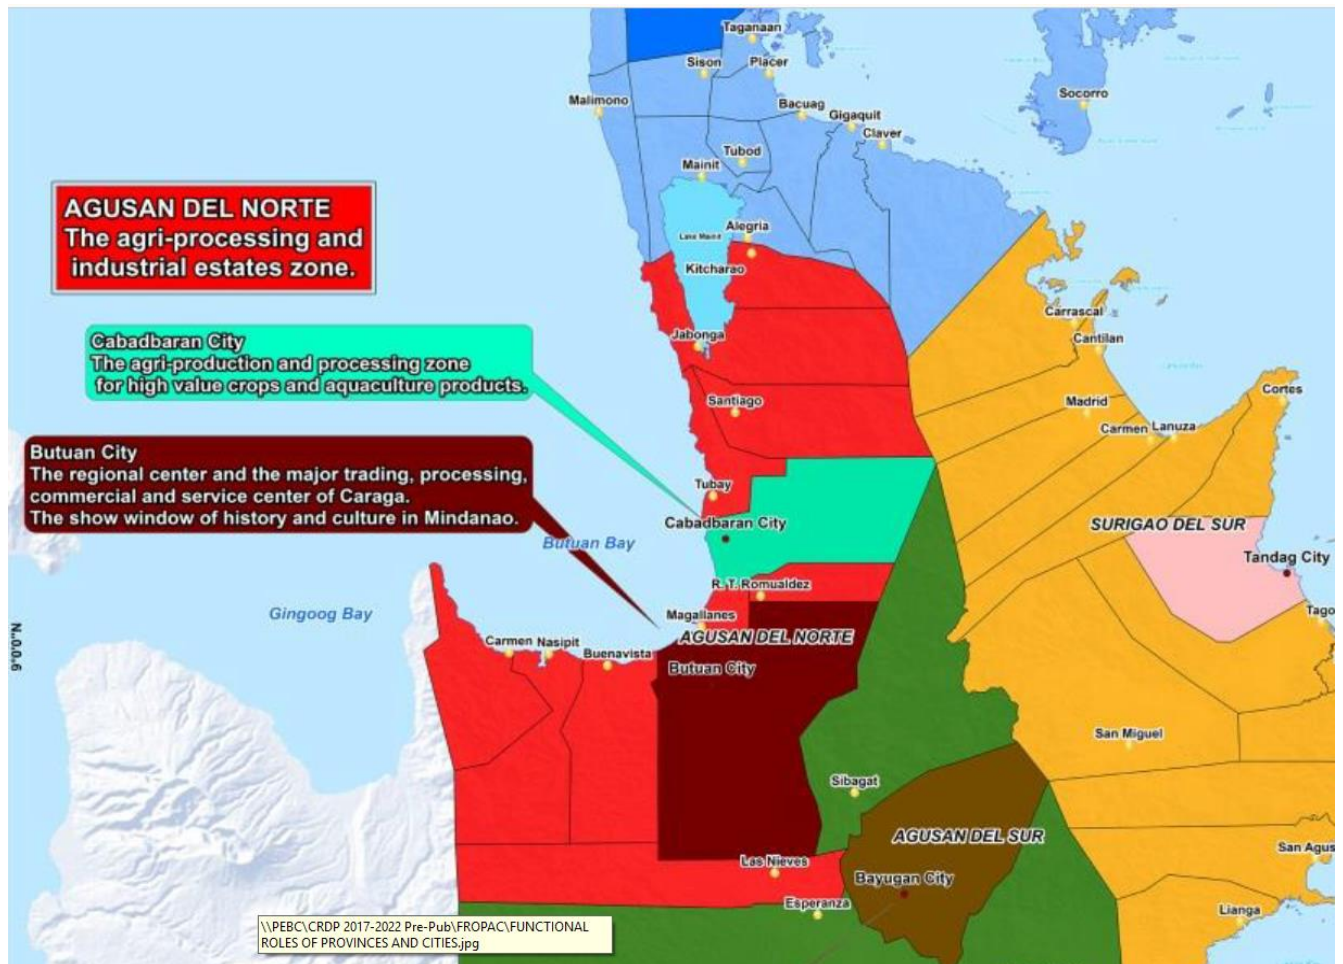 Taganaan
Sison
Placer
Malimono
Bacuag
Gigaquit
Claver
Socorro
Tubod
Mainit
AGUSAN DEL NORTE
The agri-processing and
industrial estates zone.
Alegria
Lake Mainit
Kitcharao
Jabonga
Carrascal
Cantilan
Cabadbaran City
The agri-production and processing zone
for high value crops and aquaculture products.
Santiago
Madrid
Cortes
Carmen
Lanuza
Butuan City
The regional center and the major trading, processing,
commercial and service center of Caraga.
The show window of history and culture in Mindanao.
Tubay
Cabadbaran City
SURIGAO DEL SUR
Butuan Bay
Tandag City
R. T. Romualdez
Gingoog Bay
Magallanes
Tago
9°0'0"N
Carmen
Nasipit
Buenavista
AGUSAN DEL NORTE
Butuan City
San Miguel
Sibagat
AGUSAN DEL SUR
San Agus
Las Nieves
Bayugan City
Esperanza
Lianga
\\PEBC\CRDP 2017-2022 Pre-Pub\FROPAC\FUNCTIONAL
ROLES OF PROVINCES AND CITIES.jpg